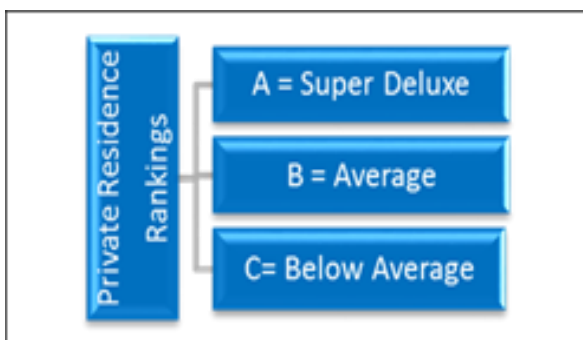 Private Residence
Rankings
A = Super Deluxe
B = Average
C= Below Average